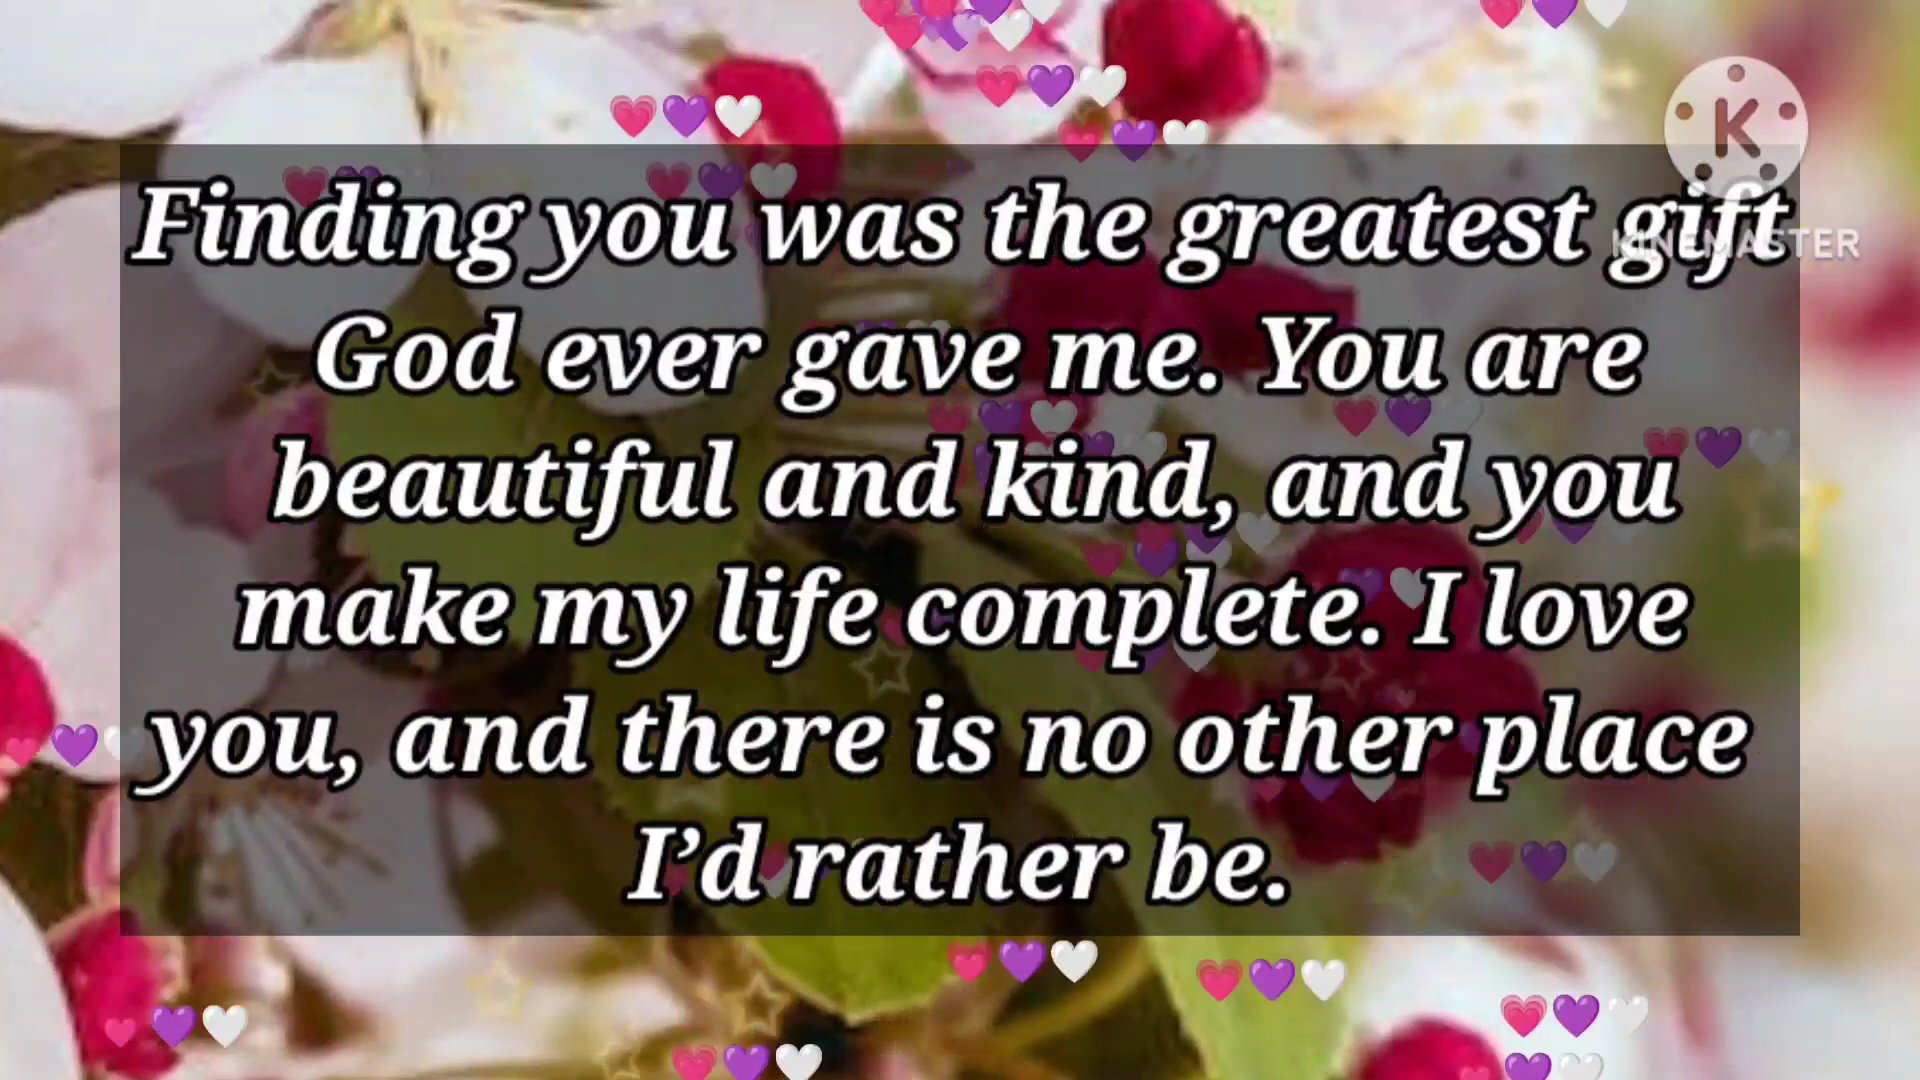 Finding you was the greatest gift
God ever gave me. You are
beautiful and kind, and you
make my life complete. I love
you, and there is no other place
I’d rather be.
K
KINEMASTER